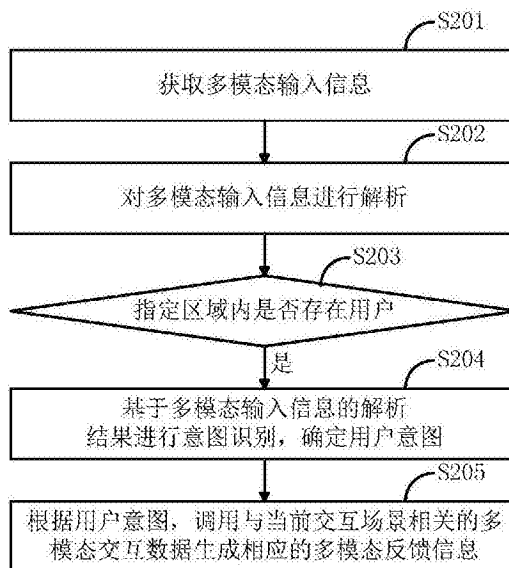 S201
获取多模态输入信息
S202
对多模态输入信息进行解析
S203
指定区域内是否存在用户
是
S204
基于多模态输入信息的解析
结果进行意图识别，确定用户意图
S205
根据用户意图，调用与当前交互场景相关的多
模态交互数据生成相应的多模态反馈信息